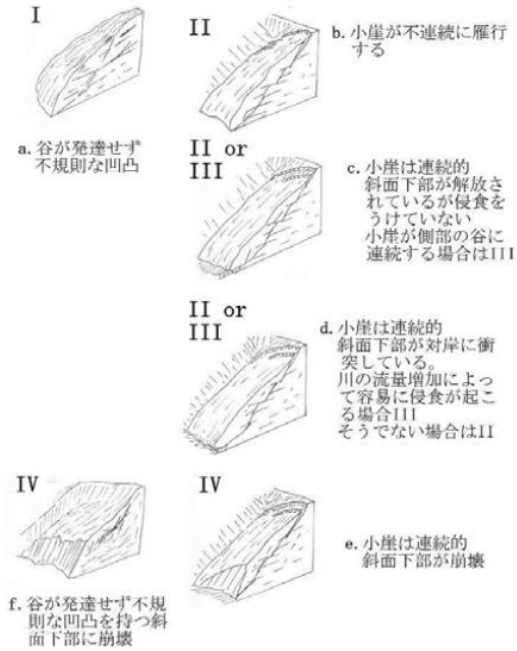 I
a. 谷が発達せず
不規則な凹凸
II
b. 小崖が不連続に雁行
する
II or
III
c. 小崖は連続的
斜面下部が解放さ
れているが侵食を
うけていない
小崖が側部の谷に
連続する場合はIII
II or
III
d. 小崖は連続的
斜面下部が対岸に衝
突している。
川の流量増加によっ
て容易に侵食が起こ
る場合III
そうでない場合はII
IV
f. 谷が発達せず不規
則な凹凸を持つ斜
面下部に崩壊
IV
e. 小崖は連続的
斜面下部が崩壊